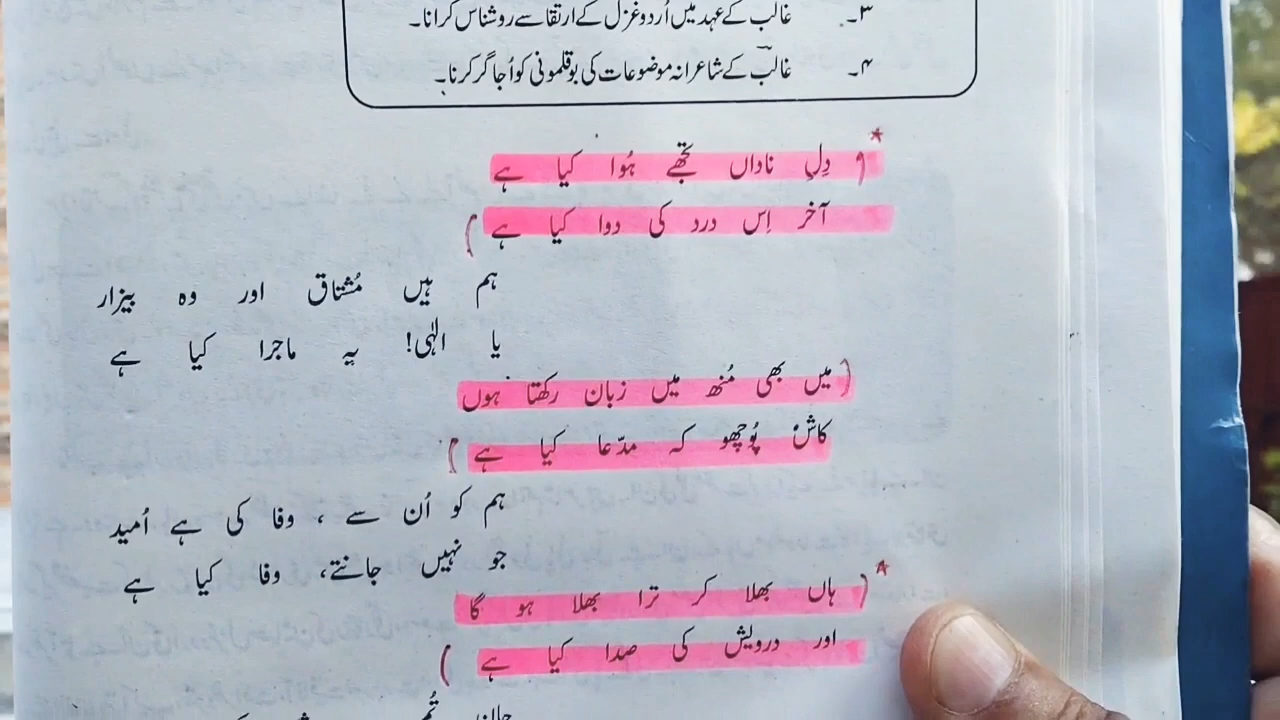 ۳۔ غالب کے عہد میں اُردو غزل کے ارتقا سے روشناس کرانا۔
۴۔ غالبؔ کے شاعرانہ موضوعات کی بوقلمونی کو اُجاگر کرنا۔
دِلِ ناداں تجھے ہُوا کیا ہے
آخر اِس درد کی دوا کیا ہے
ہم ہیں مُشتاق اور وہ بیزار
یا الٰہی! یہ ماجرا کیا ہے
میں بھی مُنھ میں زبان رکھتا ہوں
کاش پُوچھو کہ مدّعا کیا ہے
ہم کو اُن سے ، وفا کی ہے اُمید
جو نہیں جانتے، وفا کیا ہے
ہاں بھلا کر ترا بھلا ہو گا
اور درویش کی صدا کیا ہے